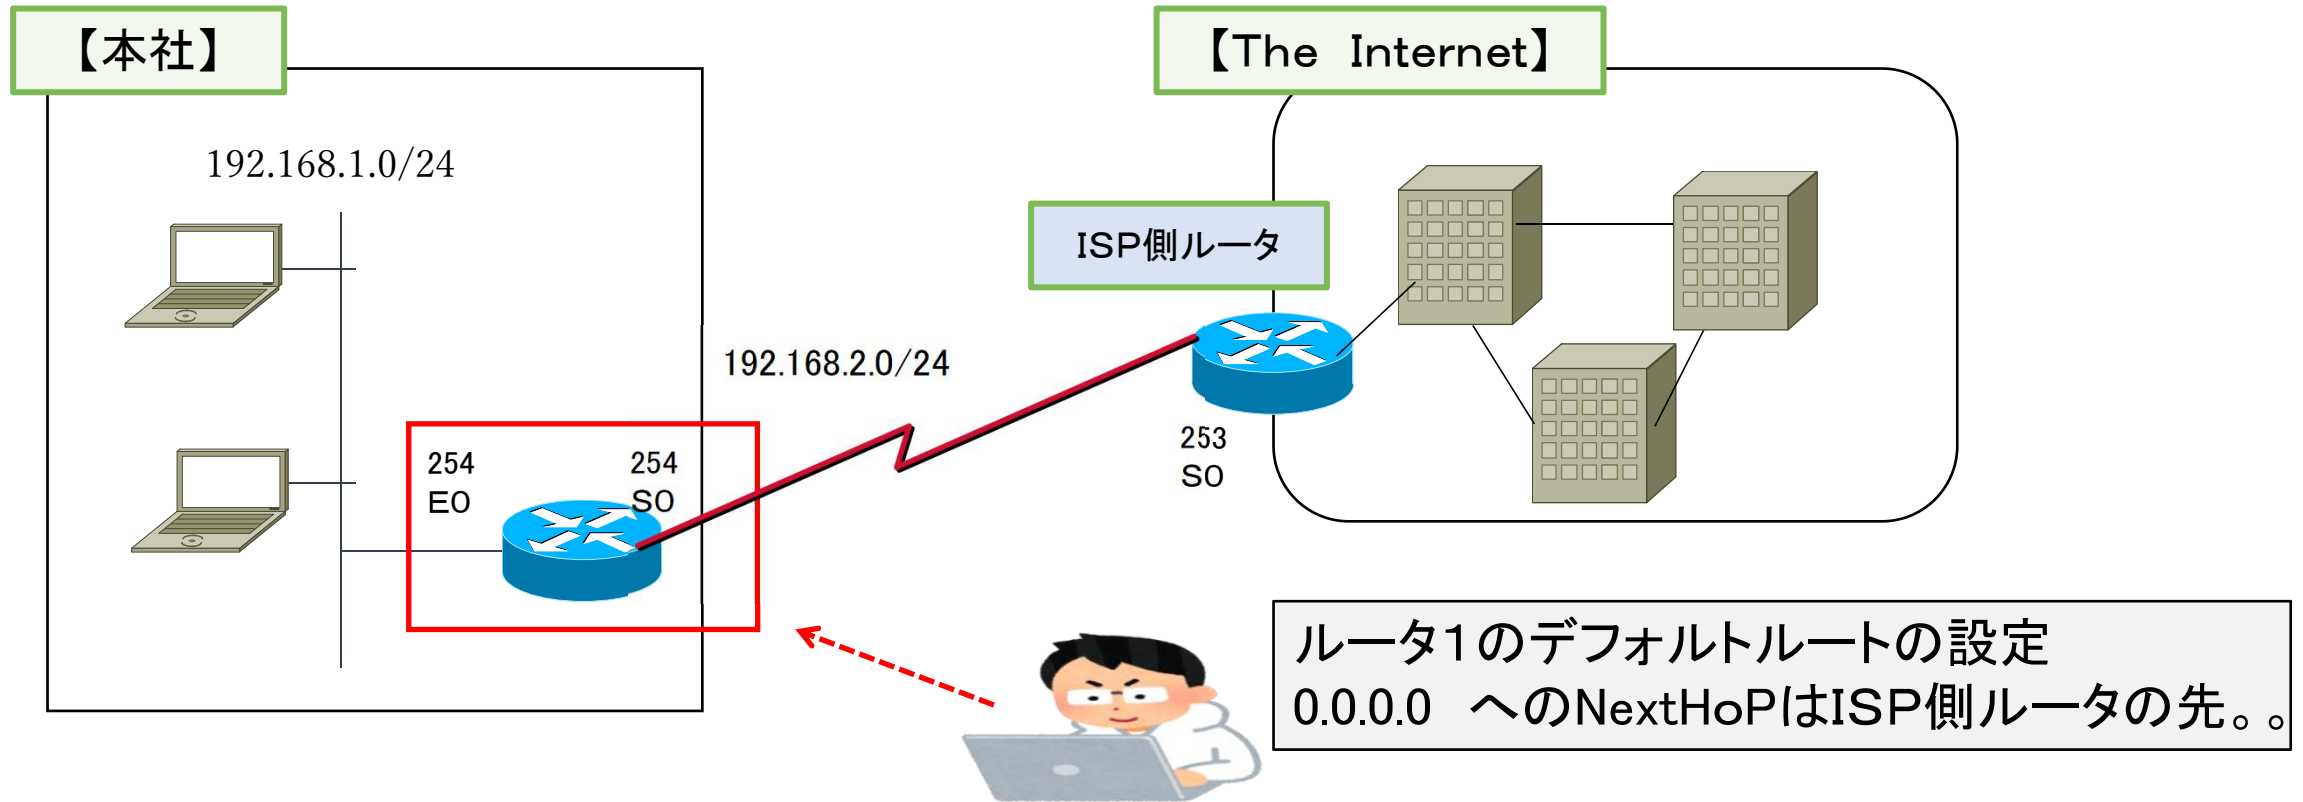 【本社】
【The Internet】
192.168.1.0/24
ISP側ルータ
192.168.2.0/24
254
E0
254
S0
253
S0
ルータ1のデフォルトルートの設定
0.0.0.0 へのNextHoPはISP側ルータの先。。